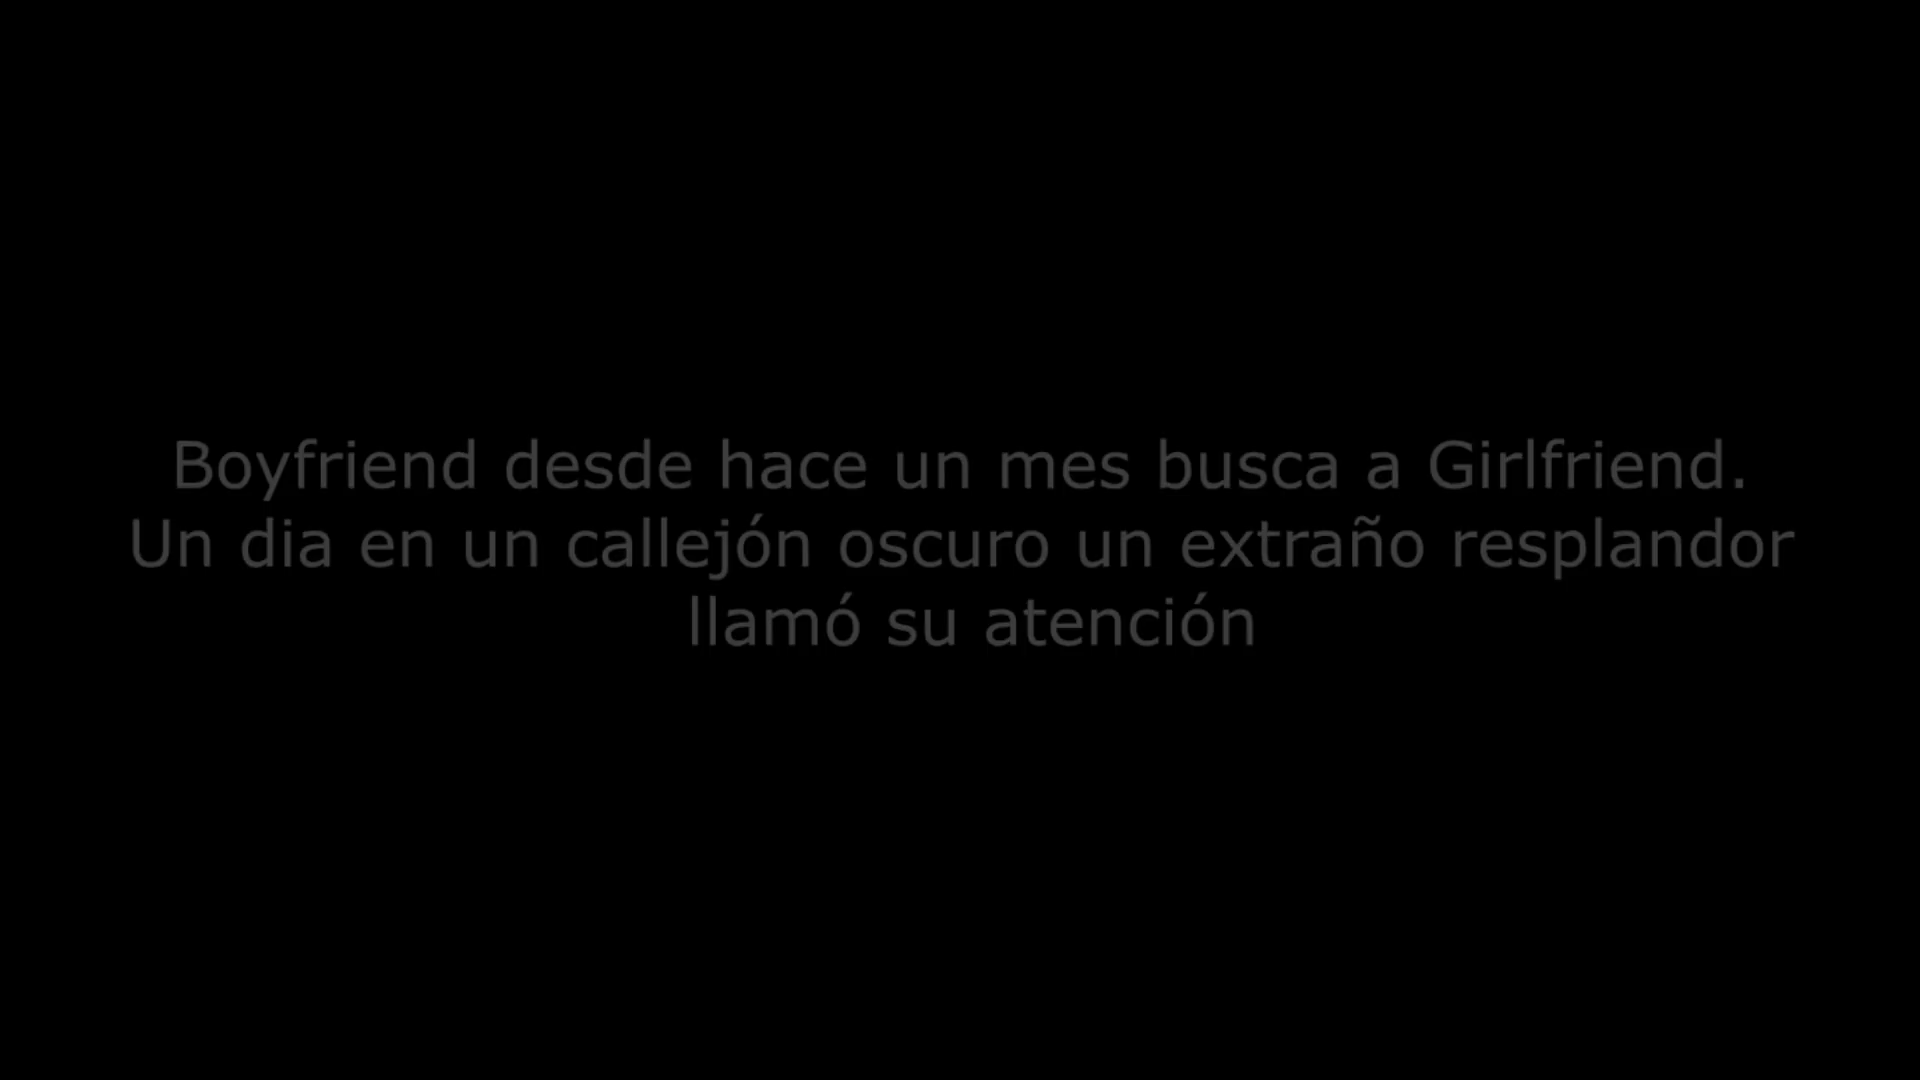 Boyfriend desde hace un mes busca a Girlfriend.
Un dia en un callejón oscuro un extraño resplandor
llamó su atención